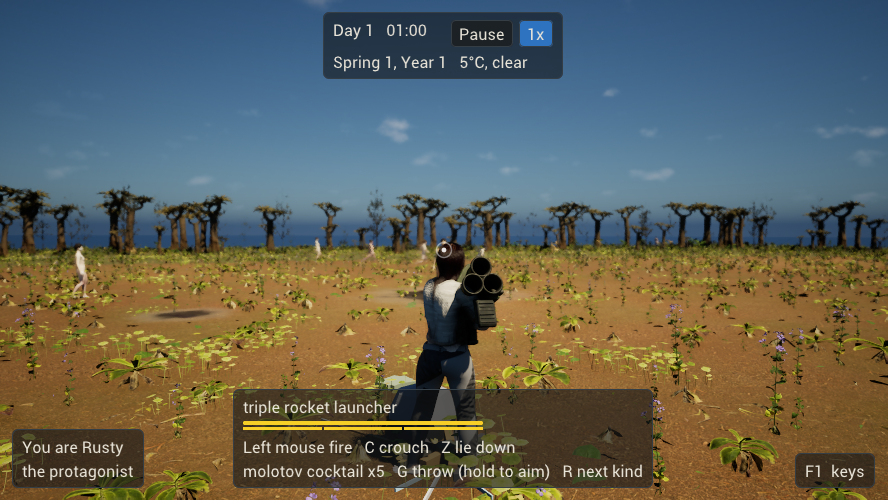 Day 1 01:00 Pause 1x
Spring 1, Year 1 5°C, clear
triple rocket launcher
Left mouse fire C crouch Z lie down
molotov cocktail x5 G throw (hold to aim) R next kind
You are Rusty
the protagonist
F1 keys